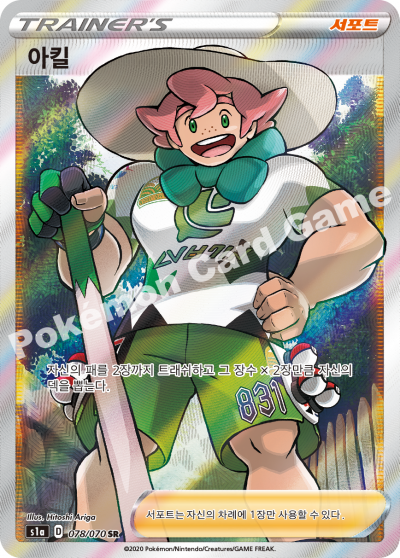 TRAINER'S
서포트
아킬
831
Pokémon Card Game
자신의 패를 2장까지 트래쉬하고 그 장수 × 2장만큼 자신의
덱을 뽑는다.
Illus. Hitoshi Ariga
s1a D 078/070 SR
서포트는 자신의 차례에 1장만 사용할 수 있다.
©2020 Pokémon/Nintendo/Creatures/GAME FREAK.